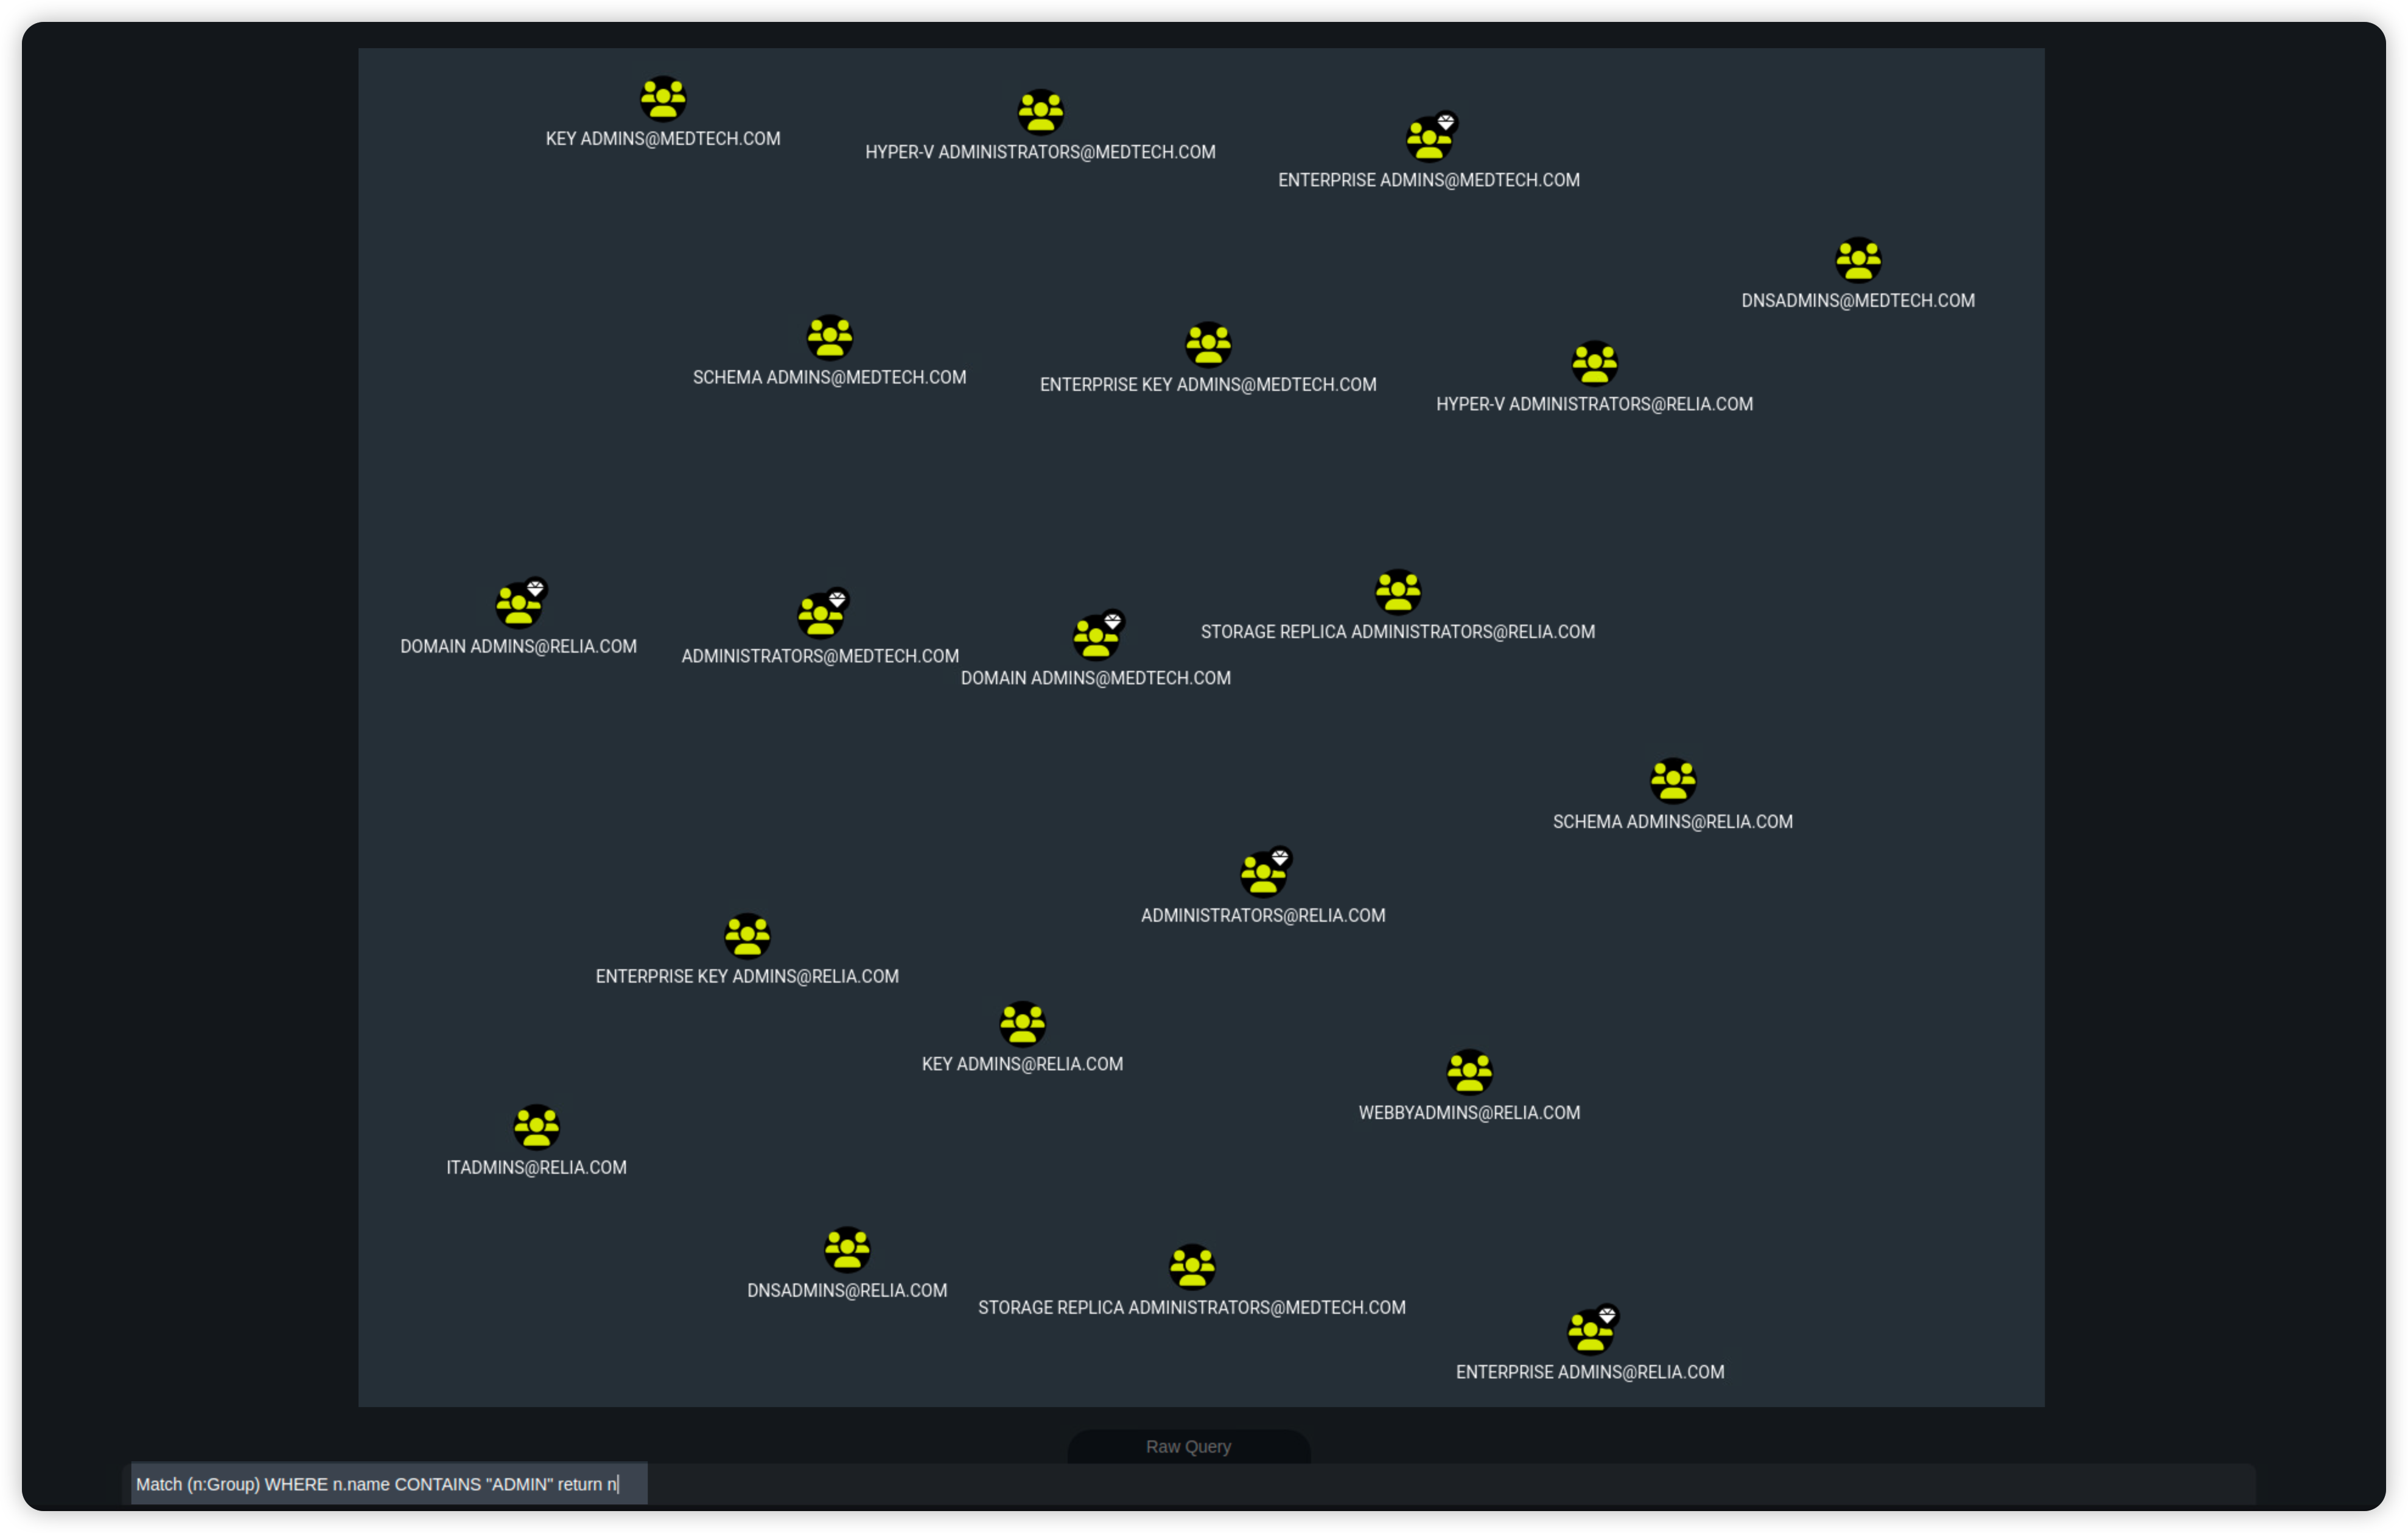 KEY ADMINS@MEDTECH.COM
HYPER-V ADMINISTRATORS@MEDTECH.COM
ENTERPRISE ADMINS@MEDTECH.COM
DNSADMINS@MEDTECH.COM
SCHEMA ADMINS@MEDTECH.COM
ENTERPRISE KEY ADMINS@MEDTECH.COM
HYPER-V ADMINISTRATORS@RELIA.COM
DOMAIN ADMINS@RELIA.COM
ADMINISTRATORS@MEDTECH.COM
DOMAIN ADMINS@MEDTECH.COM
STORAGE REPLICA ADMINISTRATORS@RELIA.COM
SCHEMA ADMINS@RELIA.COM
ADMINISTRATORS@RELIA.COM
ENTERPRISE KEY ADMINS@RELIA.COM
KEY ADMINS@RELIA.COM
WEBBYADMINS@RELIA.COM
ITADMINS@RELIA.COM
DNSADMINS@RELIA.COM
STORAGE REPLICA ADMINISTRATORS@MEDTECH.COM
ENTERPRISE ADMINS@RELIA.COM
Raw Query
Match (n:Group) WHERE n.name CONTAINS "ADMIN" return n